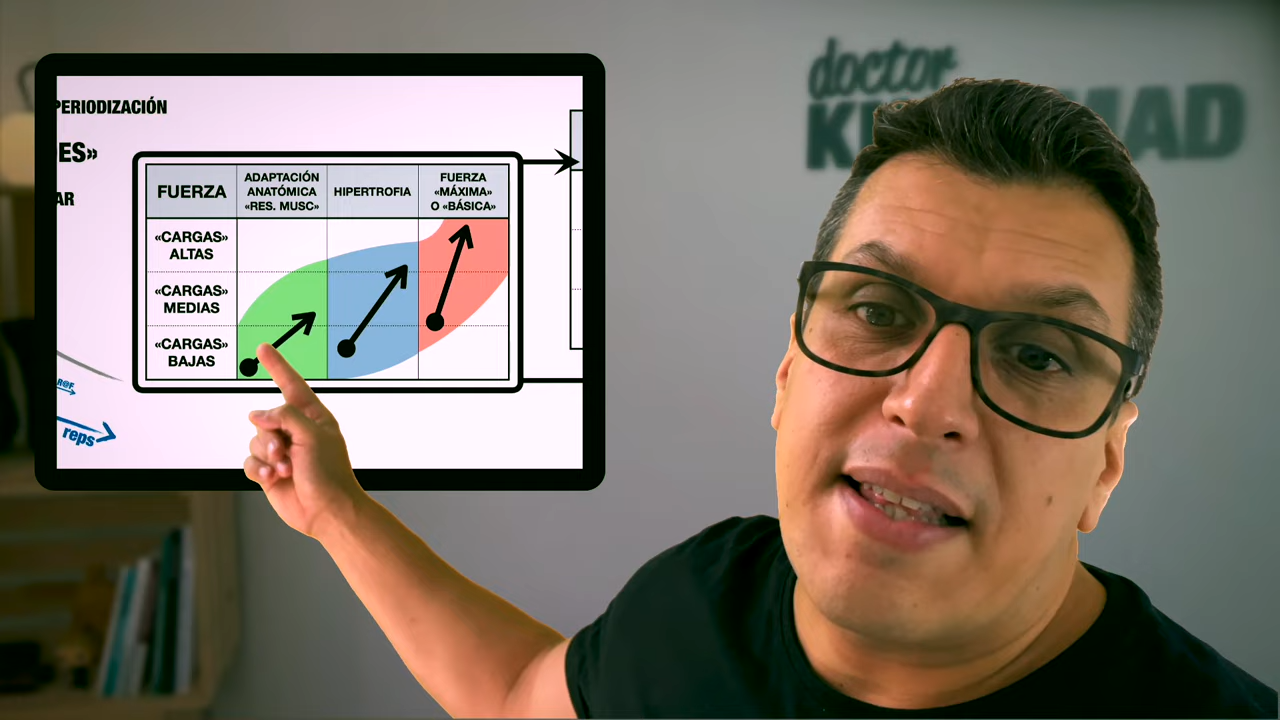 PERIODIZACIÓN
ES»
AR
FUERZA
ADAPTACIÓN
ANATÓMICA
«RES. MUSC»
HIPERTROFIA
FUERZA
«MÁXIMA»
O «BÁSICA»
«CARGAS»
ALTAS
«CARGAS»
MEDIAS
«CARGAS»
BAJAS
R@F
reps
doctor